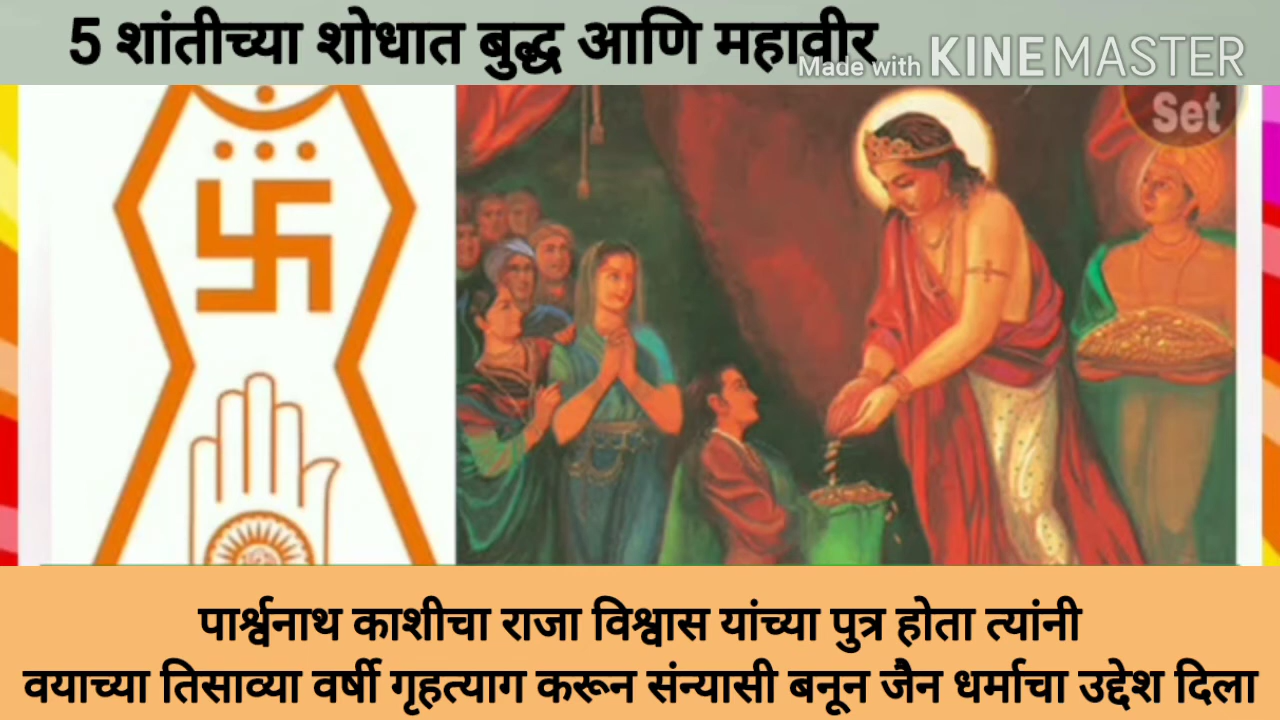 5 शांतीच्या शोधात बुद्ध आणि महावीर
Made with KINEMASTER
Set
पार्श्वनाथ काशीचा राजा विश्वास यांच्या पुत्र होता त्यांनी
वयाच्या तिसाव्या वर्षी गृहत्याग करून संन्यासी बनून जैन धर्माचा उद्देश दिला